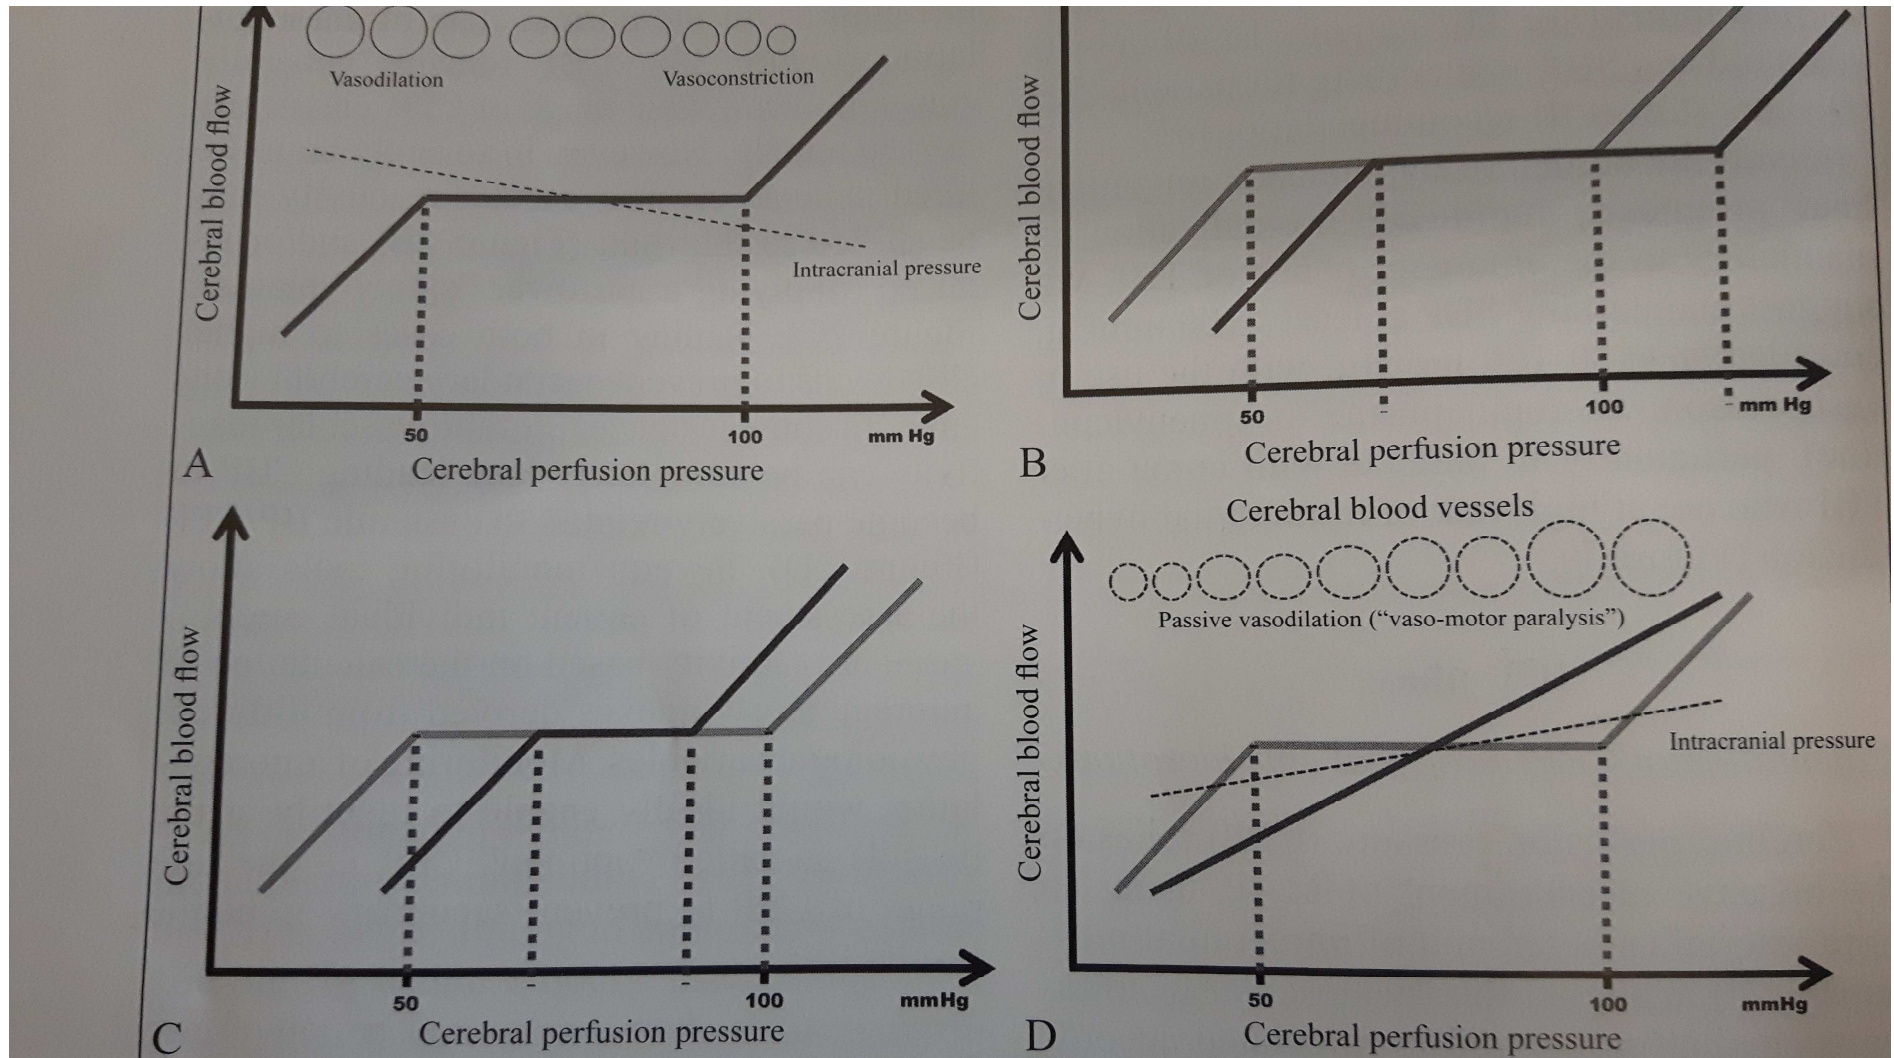 Vasodilation
Vasoconstriction
Cerebral blood flow
Intracranial pressure
50
100
mm Hg
A
Cerebral perfusion pressure
Cerebral blood flow
50
100
mm Hg
B
Cerebral perfusion pressure
Cerebral blood flow
50
100
mmHg
C
Cerebral perfusion pressure
Cerebral blood vessels
Passive vasodilation (“vaso-motor paralysis”)
Cerebral blood flow
Intracranial pressure
50
100
mmHg
D
Cerebral perfusion pressure